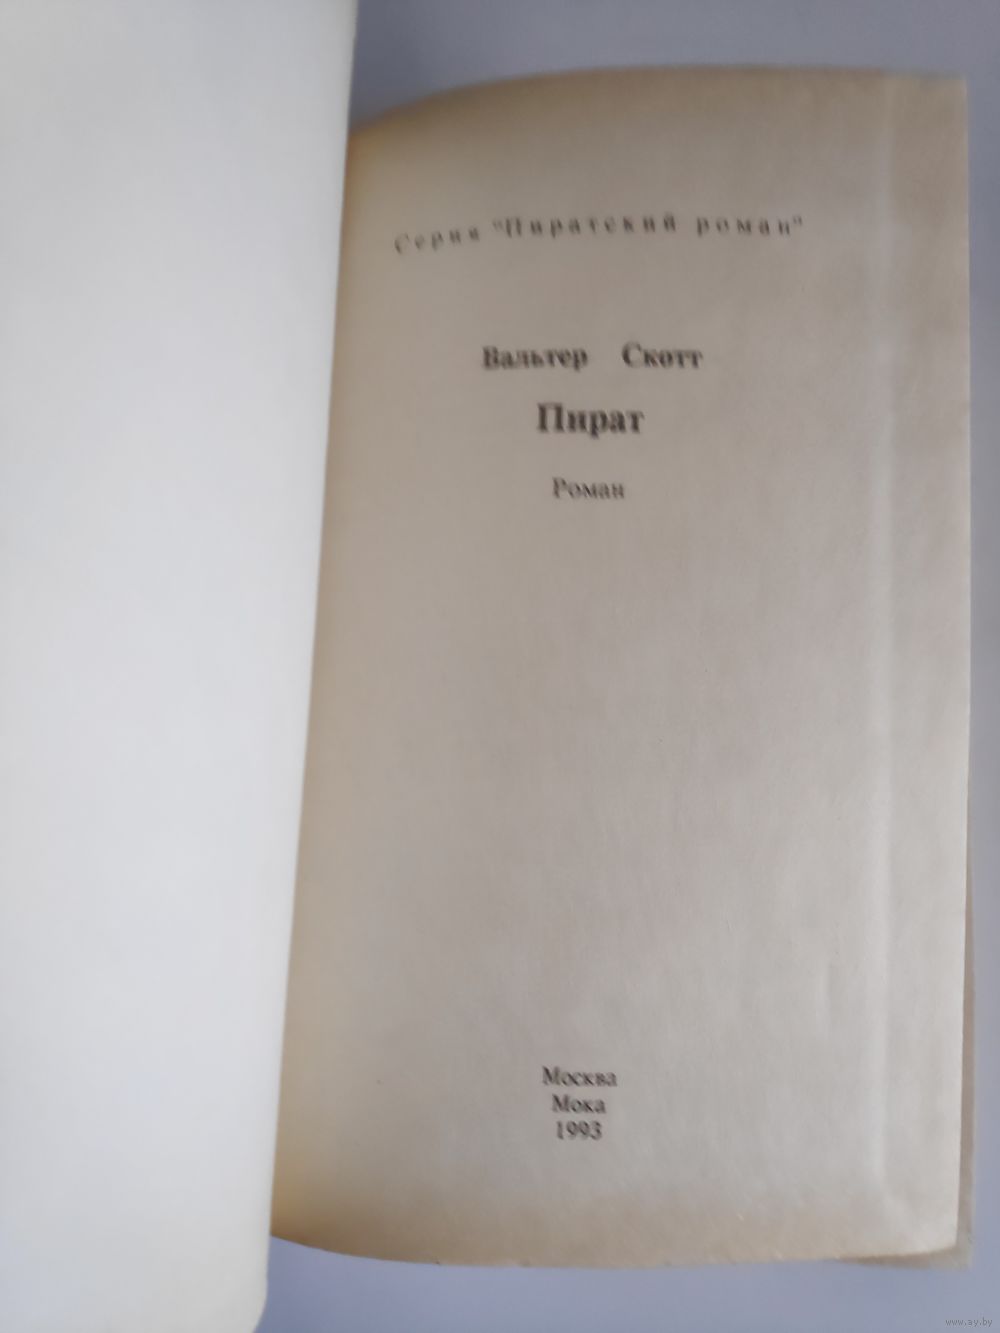 Серия "Пиратский роман"
Вальтер Скотт
Пират
Роман
Москва
Мока
1993
www.ay.by